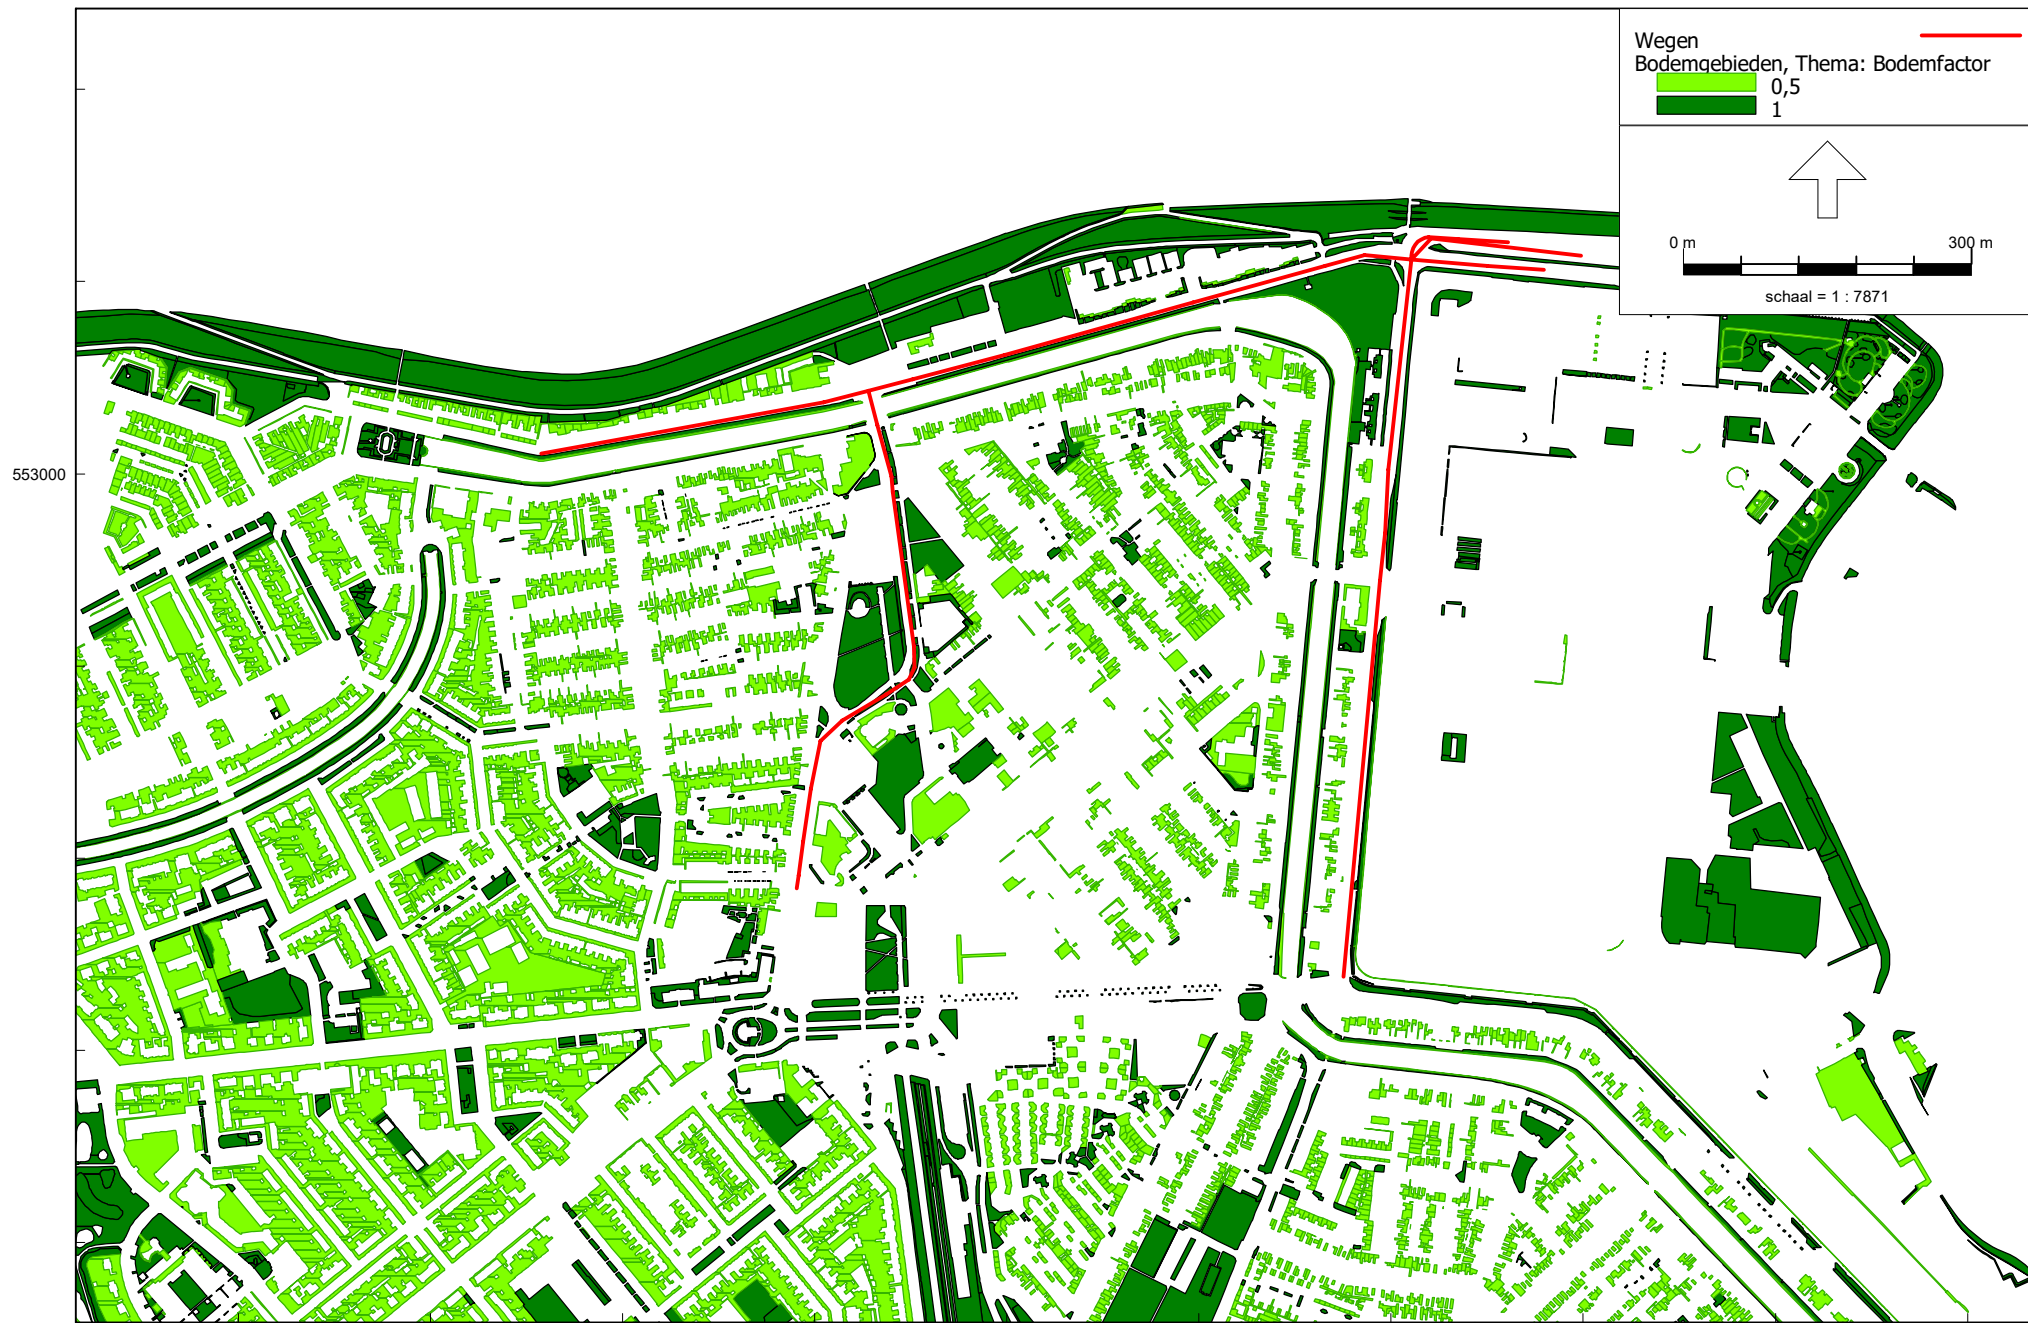 Wegen
Bodemgebieden, Thema: Bodemfactor
0,5
1
0 m 300 m
schaal = 1 : 7871
553000